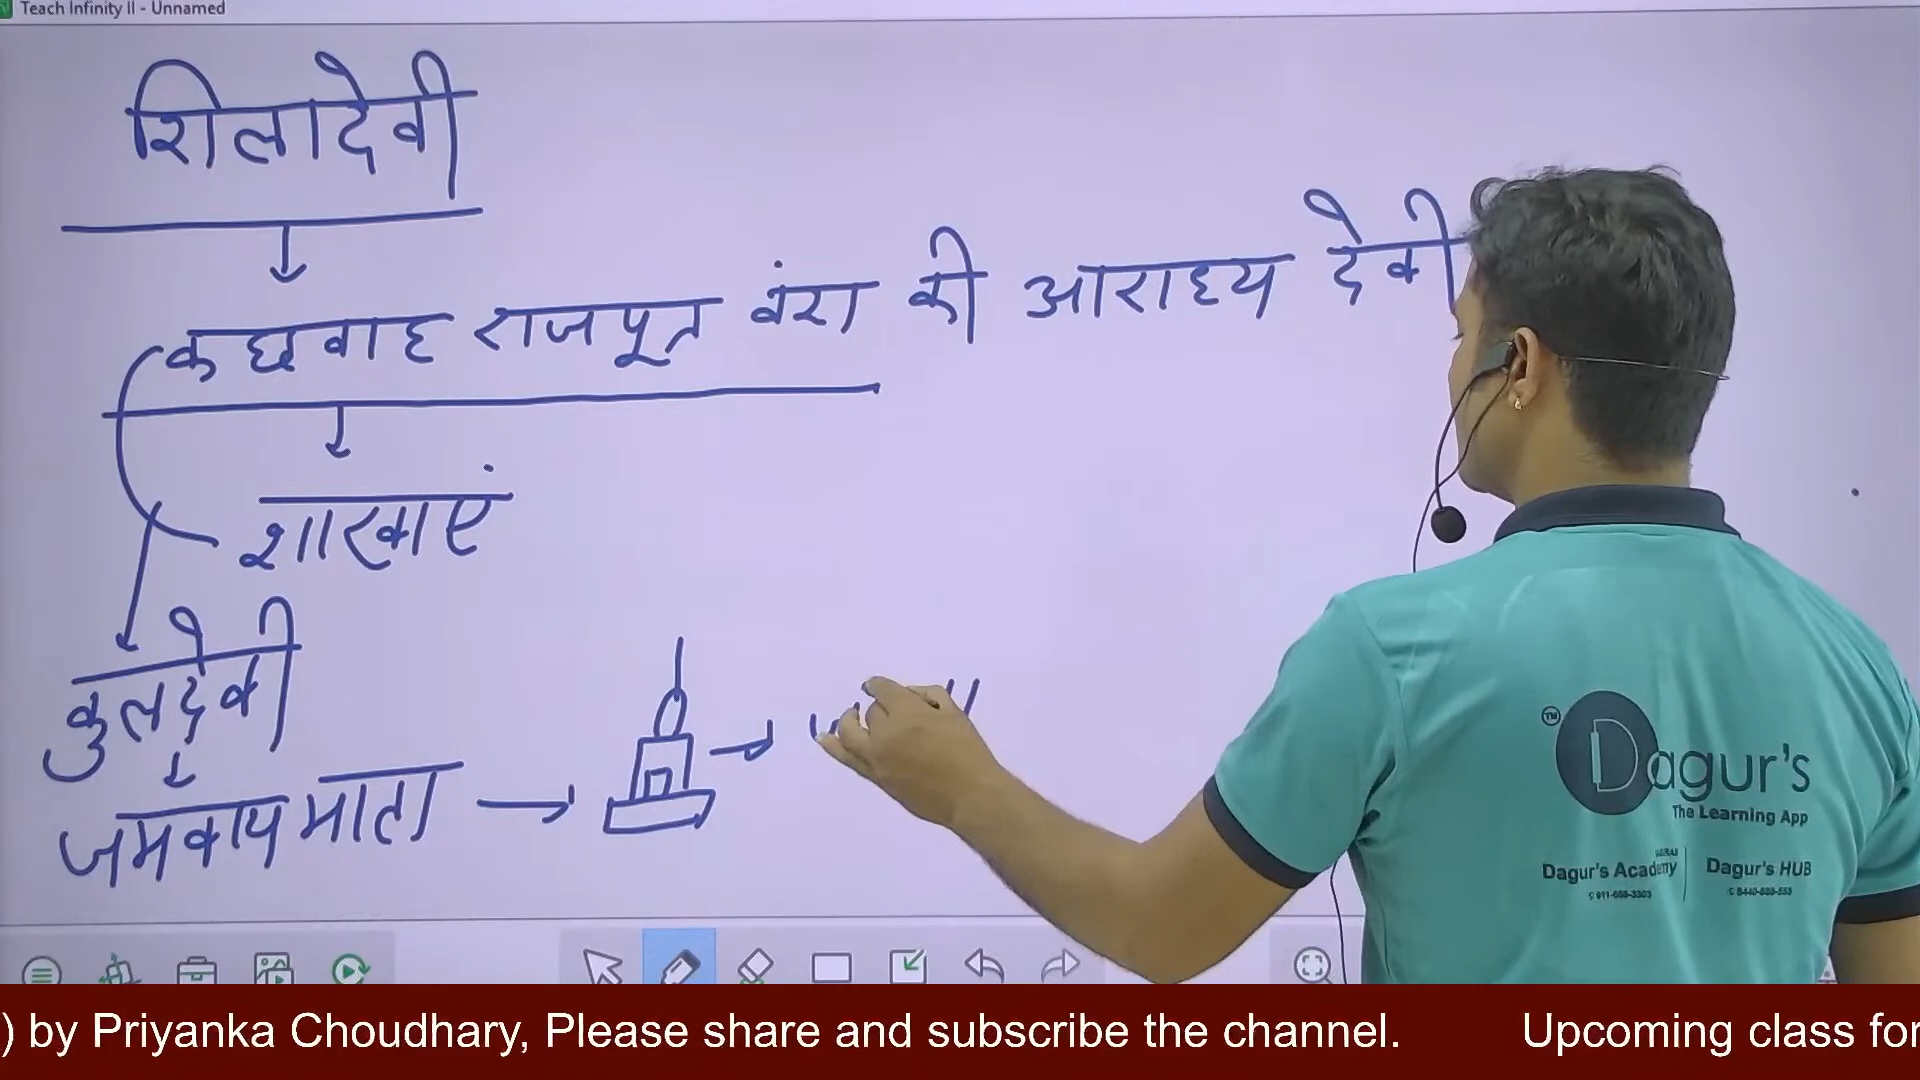 Teach Infinity II - Unnamed
शिलादेवी
कछवाह राजपूत वंश की आराध्य देवी
शाखाएं
कुलदेवी
जमवाय माता
TM
Dagur's
The Learning App
Dagur's Academy
Dagur's HUB
) by Priyanka Choudhary, Please share and subscribe the channel.
Upcoming class for